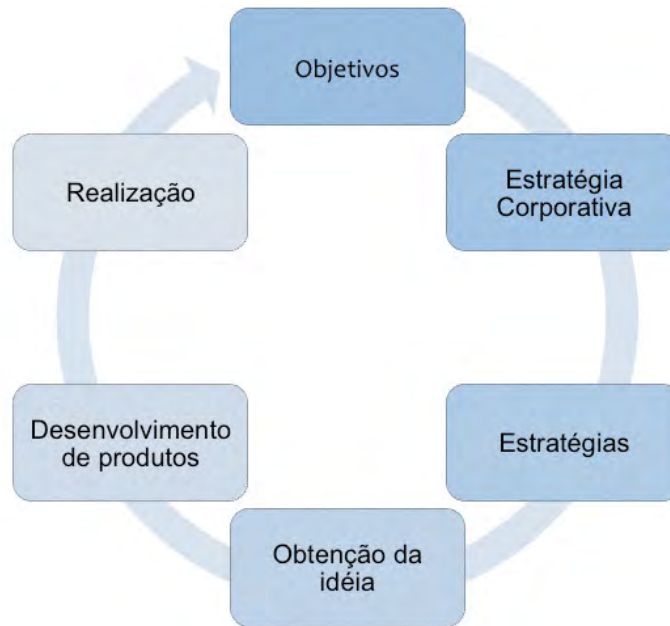 Objetivos
Estratégia
Corporativa
Estratégias
Obtenção da
idéia
Desenvolvimento
de produtos
Realização